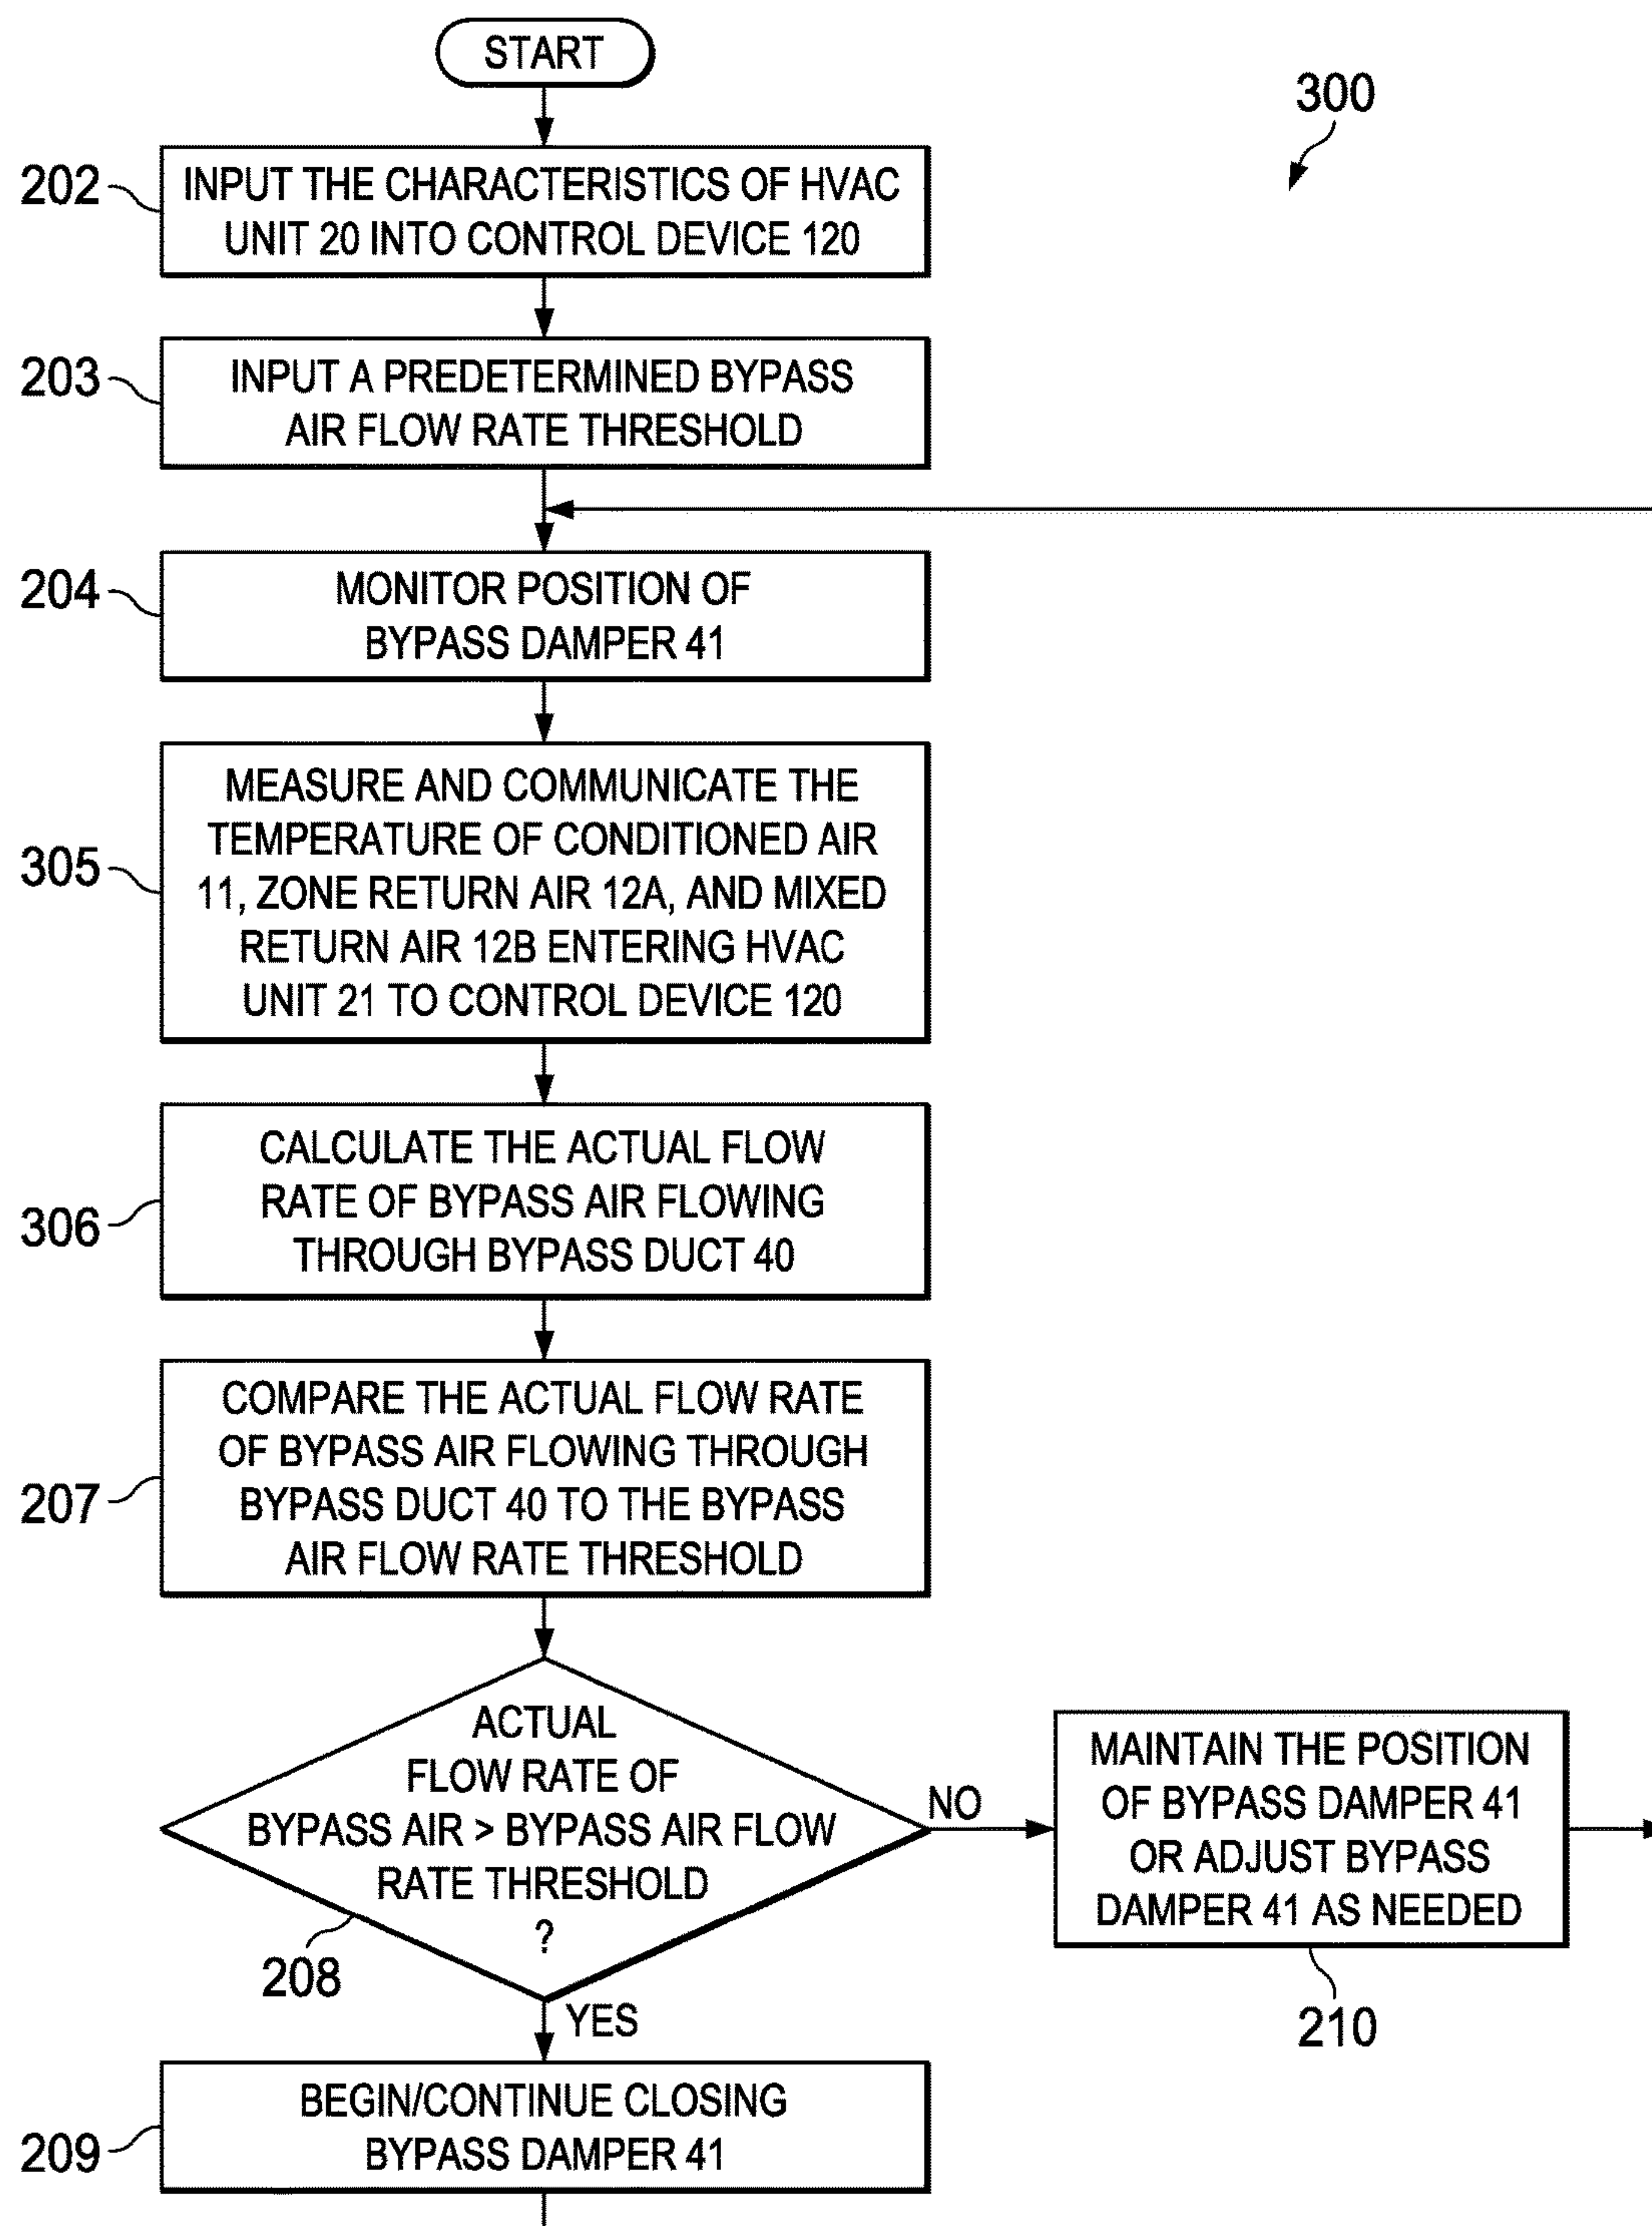 START
300
202
INPUT THE CHARACTERISTICS OF HVAC
UNIT 20 INTO CONTROL DEVICE 120
203
INPUT A PREDETERMINED BYPASS
AIR FLOW RATE THRESHOLD
204
MONITOR POSITION OF
BYPASS DAMPER 41
305
MEASURE AND COMMUNICATE THE
TEMPERATURE OF CONDITIONED AIR
11, ZONE RETURN AIR 12A, AND MIXED
RETURN AIR 12B ENTERING HVAC
UNIT 21 TO CONTROL DEVICE 120
306
CALCULATE THE ACTUAL FLOW
RATE OF BYPASS AIR FLOWING
THROUGH BYPASS DUCT 40
207
COMPARE THE ACTUAL FLOW RATE
OF BYPASS AIR FLOWING THROUGH
BYPASS DUCT 40 TO THE BYPASS
AIR FLOW RATE THRESHOLD
ACTUAL
FLOW RATE OF
BYPASS AIR > BYPASS AIR FLOW
RATE THRESHOLD
?
208
NO
MAINTAIN THE POSITION
OF BYPASS DAMPER 41
OR ADJUST BYPASS
DAMPER 41 AS NEEDED
210
YES
209
BEGIN/CONTINUE CLOSING
BYPASS DAMPER 41